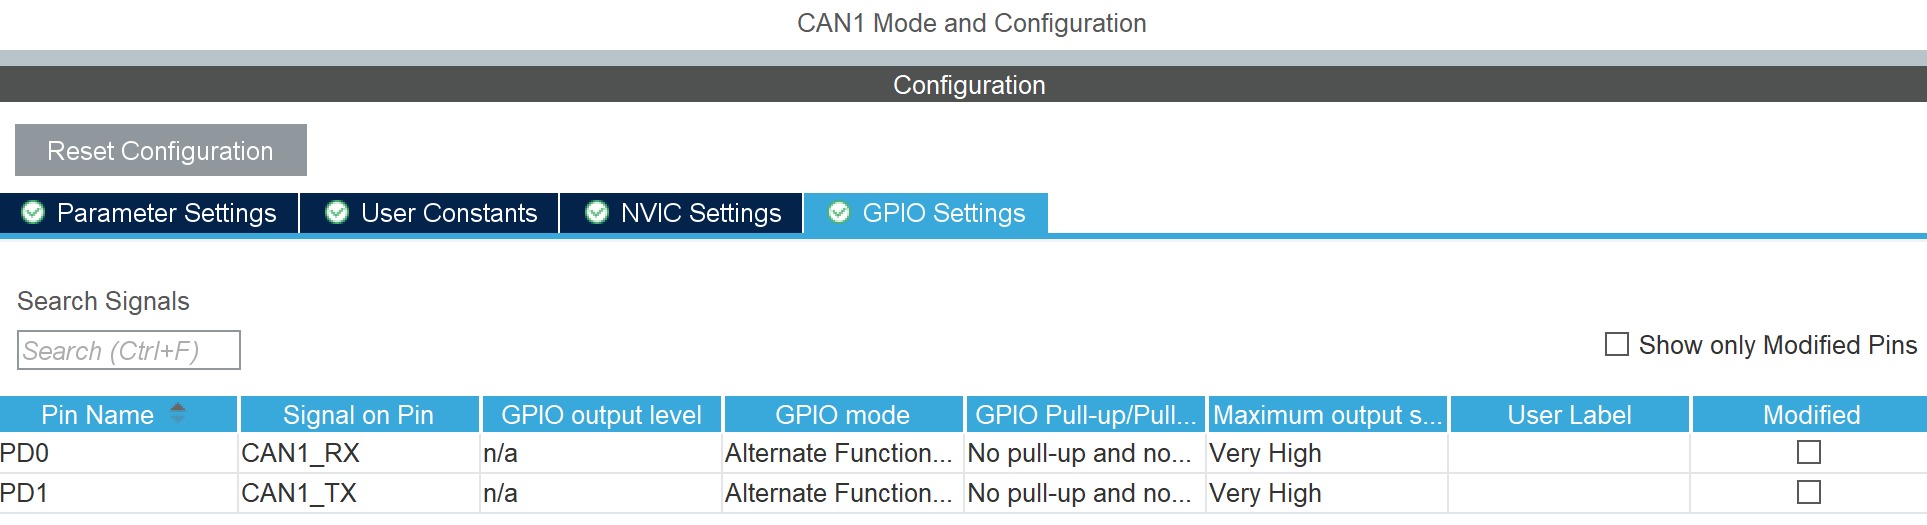 CAN1 Mode and Configuration
Configuration
Reset Configuration
Parameter Settings User Constants NVIC Settings GPIO Settings
Search Signals
Search (Ctrl+F)
Show only Modified Pins
Pin Name Signal on Pin GPIO output level GPIO mode GPIO Pull-up/Pull... Maximum output s... User Label Modified
PD0 CAN1_RX n/a Alternate Function... No pull-up and no... Very High
PD1 CAN1_TX n/a Alternate Function... No pull-up and no... Very High